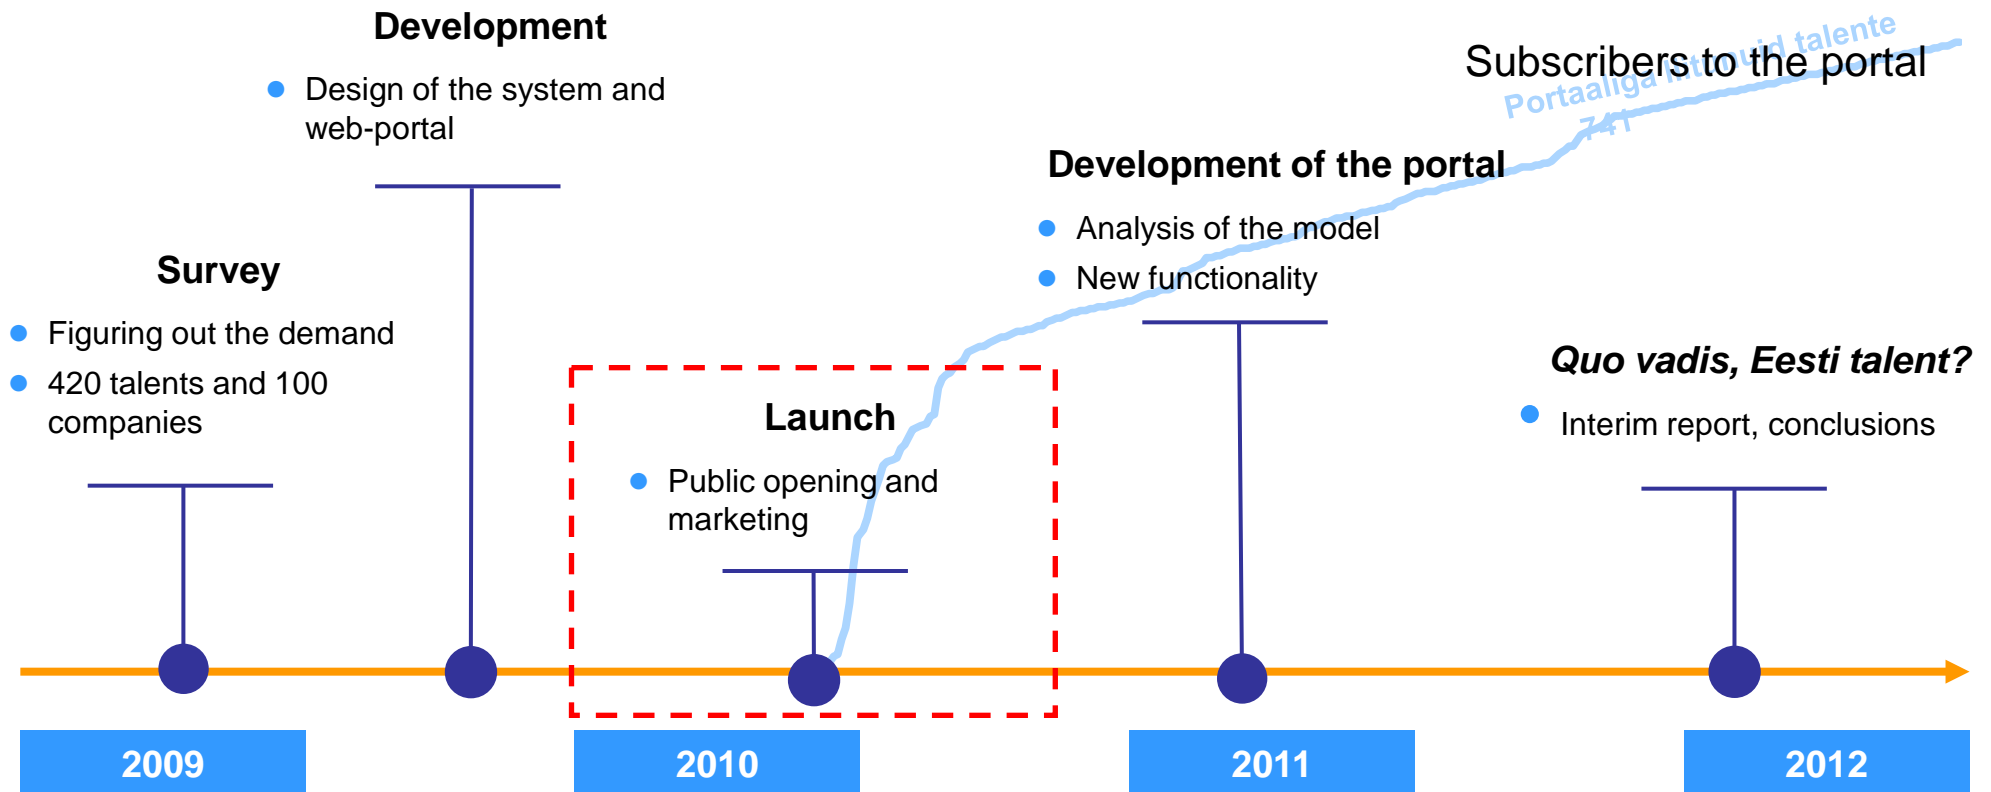 Development
Design of the system and
web-portal
Survey
Figuring out the demand
420 talents and 100
companies
Launch
Public opening and
marketing
Subscribers to the portal
Portaaliga talente
741
Development of the portal
Analysis of the model
New functionality
Quo vadis, Eesti talent?
Interim report, conclusions
2009
2010
2011
2012